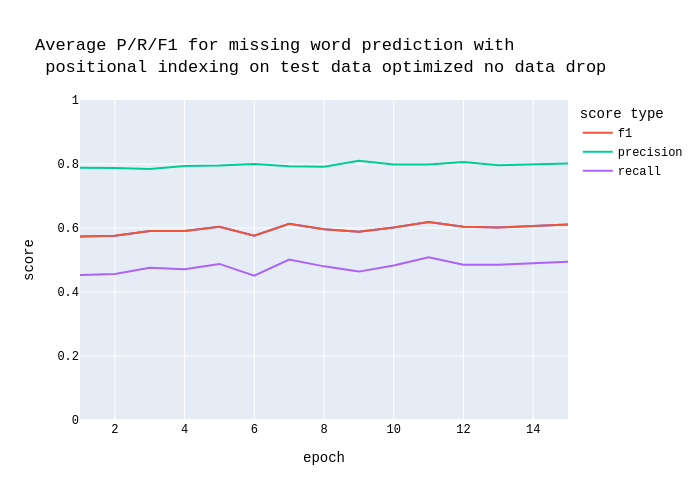 Average P/R/F1 for missing word prediction with
positional indexing on test data optimized no data drop
score type
f1
precision
recall
1
0.8
0.6
0.4
0.2
0
score
2 4 6 8 10 12 14
epoch